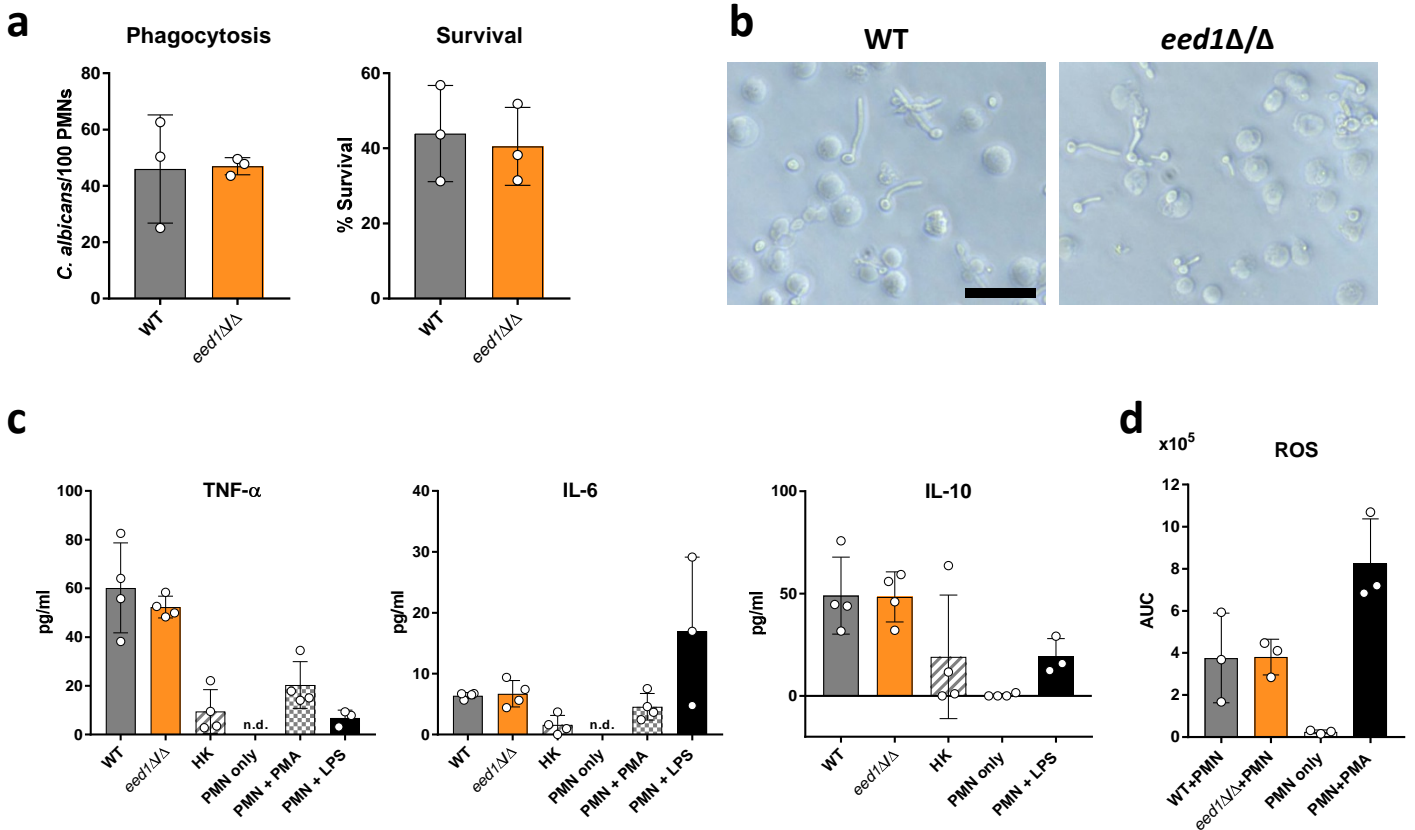 a
Phagocytosis
C. albicans/100 PMNs
80
60
40
20
0
WT
eed1Δ/Δ
Survival
% Survival
60
40
20
0
WT
eed1Δ/Δ
b
WT
eed1Δ/Δ
c
TNF-α
pg/ml
100
80
60
40
20
0
n.d.
WT
eed1Δ/Δ
HK
PMN only
PMN + PMA
PMN + LPS
IL-6
pg/ml
40
30
20
10
0
n.d.
WT
eed1Δ/Δ
HK
PMN only
PMN + PMA
PMN + LPS
IL-10
pg/ml
100
50
0
WT
eed1Δ/Δ
HK
PMN only
PMN + LPS
d
x10⁵
ROS
AUC
12
10
8
6
4
2
0
WT+PMN
eed1Δ/Δ+PMN
PMN only
PMN+PMA